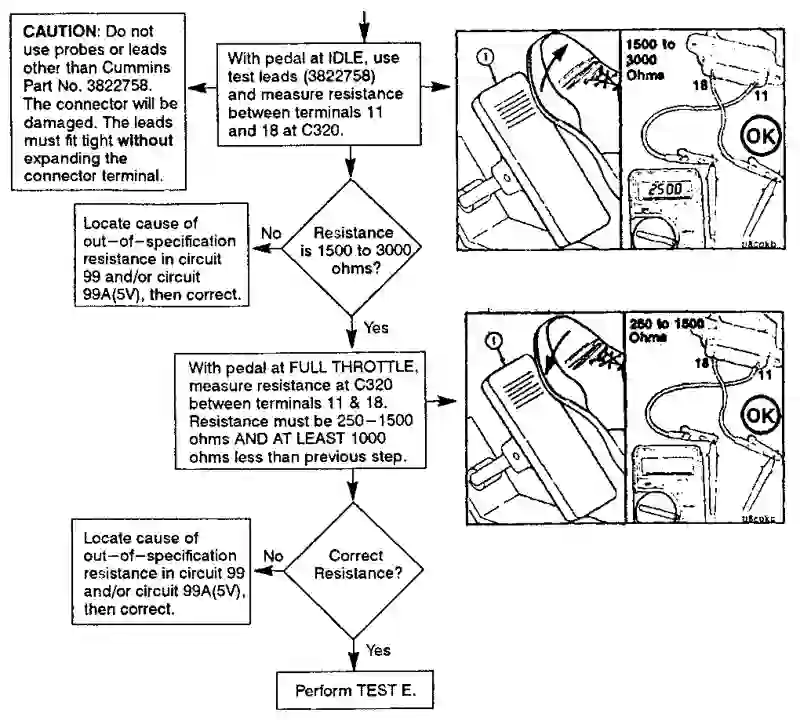 CAUTION: Do not
use probes or leads
other than Cummins
Part No. 3822758.
The connector will be
damaged. The leads
must fit tight without
expanding the
connector terminal.
With pedal at IDLE, use
test leads (3822758)
and measure resistance
between terminals 11
and 18 at C320.
1
1500 to
3000
Ohms
18
11
OK
2500
Resistance
is 1500 to 3000
ohms?
No
Locate cause of
out-of-specification
resistance in circuit
99 and/or circuit
99A(5V), then correct.
Yes
With pedal at FULL THROTTLE,
measure resistance at C320
between terminals 11 & 18.
Resistance must be 250-1500
ohms AND AT LEAST 1000
ohms less than previous step.
1
250 to 1500
Ohms
18
11
OK
Correct
Resistance?
No
Locate cause of
out-of-specification
resistance in circuit 99
and/or circuit 99A(5V),
then correct.
Yes
Perform TEST E.